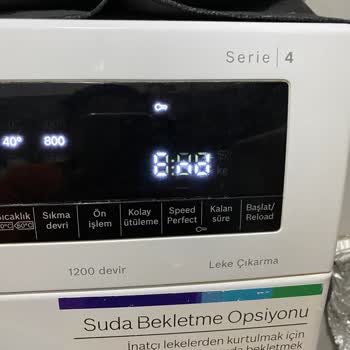 Serie | 4
40° 800
Sıcaklık Sıkma devri Ön işlem Kolay ütüleme Speed Perfect Kalan süre Başlat/ Reload
1200 devir Leke Çıkarma
Suda Bekletme Opsiyonu
İnatçı lekelerden kurtulmak için
bekletmek